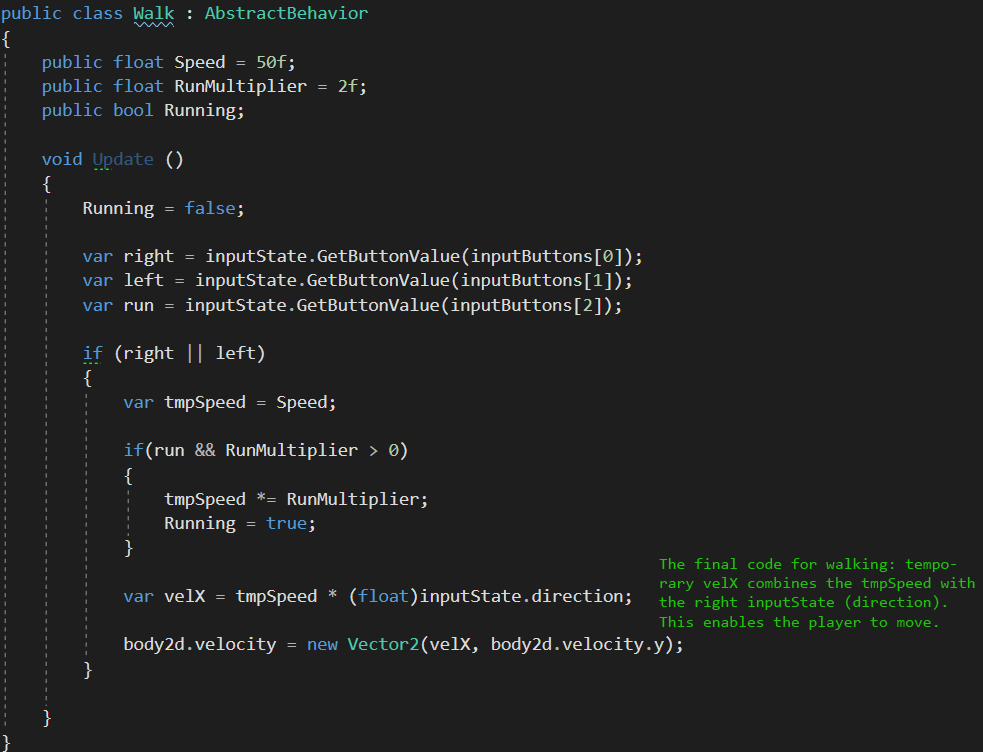 public class Walk : AbstractBehavior
{
    public float Speed = 50f;
    public float RunMultiplier = 2f;
    public bool Running;
    void Update ()
    {
        Running = false;
        var right = inputState.GetButtonValue(inputButtons[0]);
        var left = inputState.GetButtonValue(inputButtons[1]);
        var run = inputState.GetButtonValue(inputButtons[2]);
        if (right || left)
        {
            var tmpSpeed = Speed;
            if(run && RunMultiplier > 0)
            {
                tmpSpeed *= RunMultiplier;
                Running = true;
            }
            var velX = tmpSpeed * (float)inputState.direction;
            body2d.velocity = new Vector2(velX, body2d.velocity.y);
        }
    }
}
The final code for walking: tempo-
rary velX combines the tmpSpeed with
the right inputState (direction).
This enables the player to move.